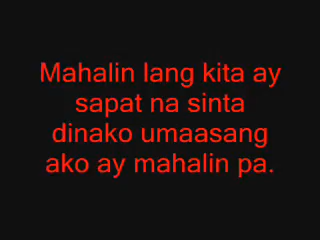 Mahalin lang kita ay
sapat na sinta
dinako umaasang
ako ay mahalin pa.